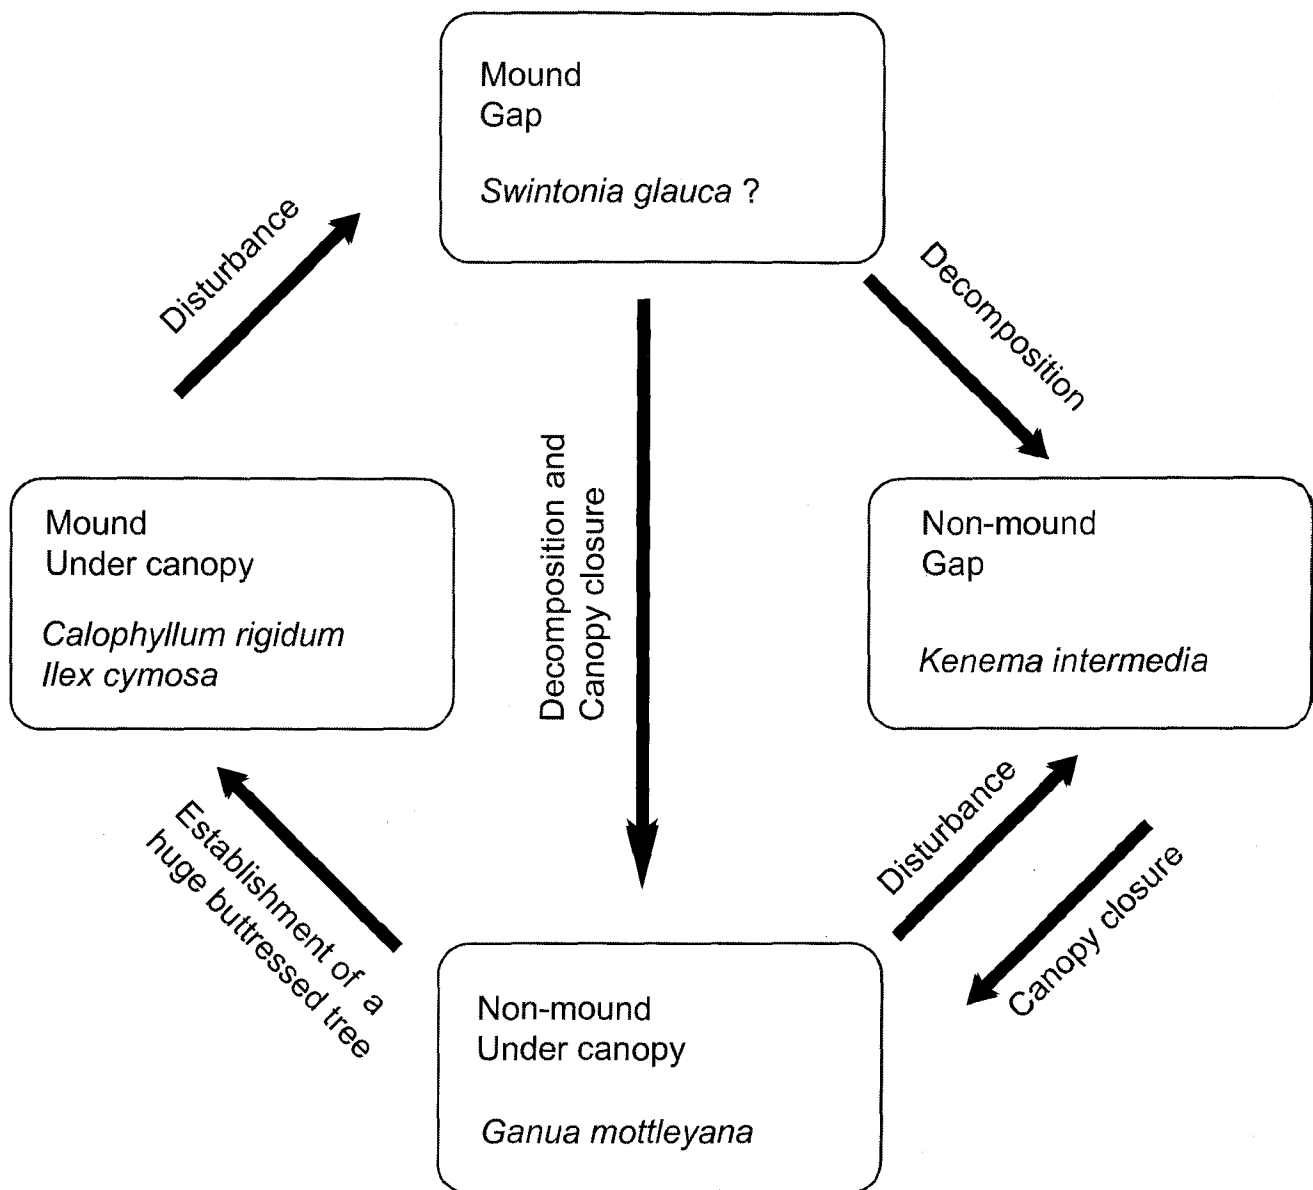 Mound
Gap
Swintonia glauca ?
Disturbance
Decomposition
Decomposition and
Canopy closure
Mound
Under canopy
Calophyllum rigidum
Ilex cymosa
Non-mound
Gap
Kenema intermedia
Establishment of a
huge buttressed tree
Disturbance
Canopy closure
Non-mound
Under canopy
Ganua mottleyana